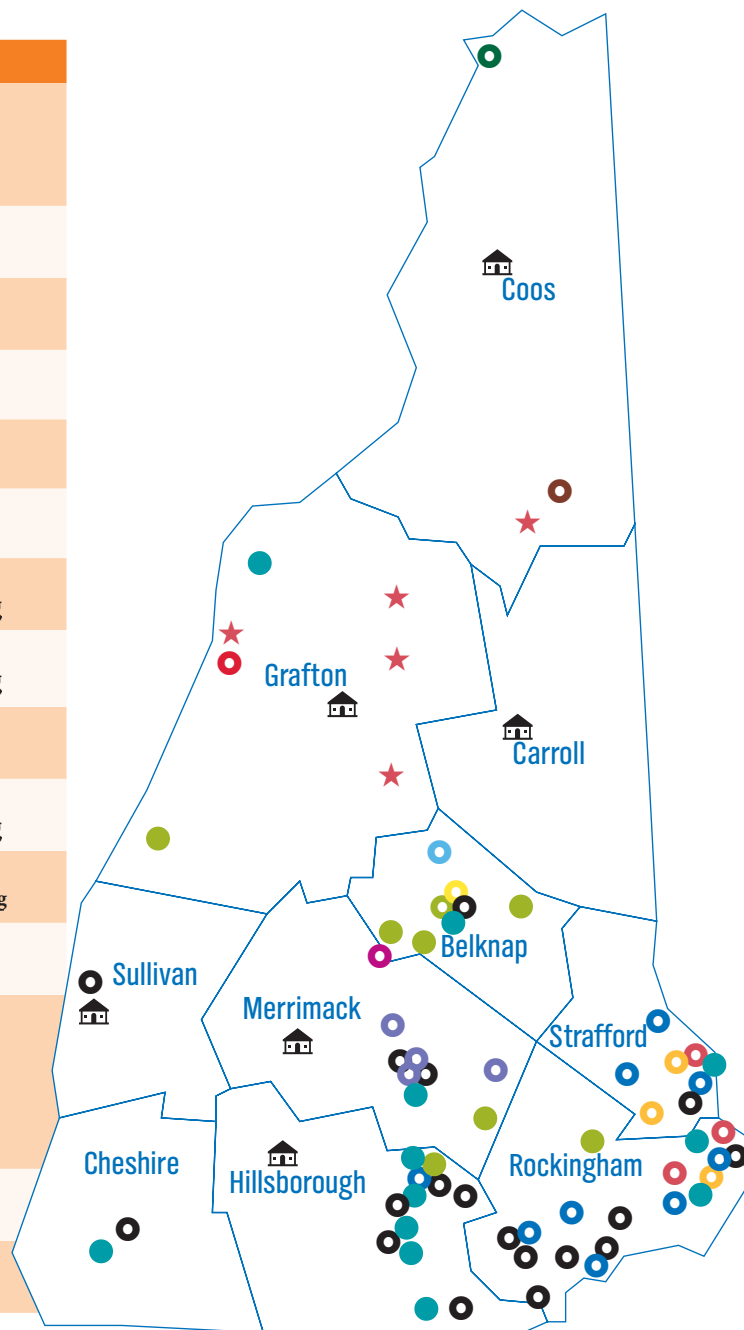 Coos
Grafton
Carroll
Belknap
Sullivan
Merrimack
Strafford
Cheshire
Hillsborough
Rockingham
g
g
g
g